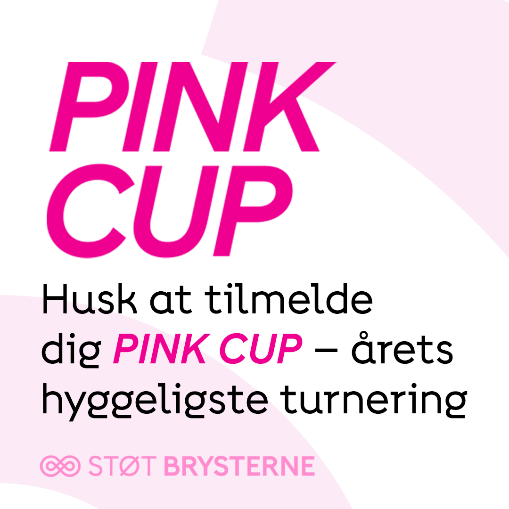 PINK
CUP
Husk at tilmelde
dig PINK CUP – årets
hyggeligste turnering
STØT BRYSTERNE